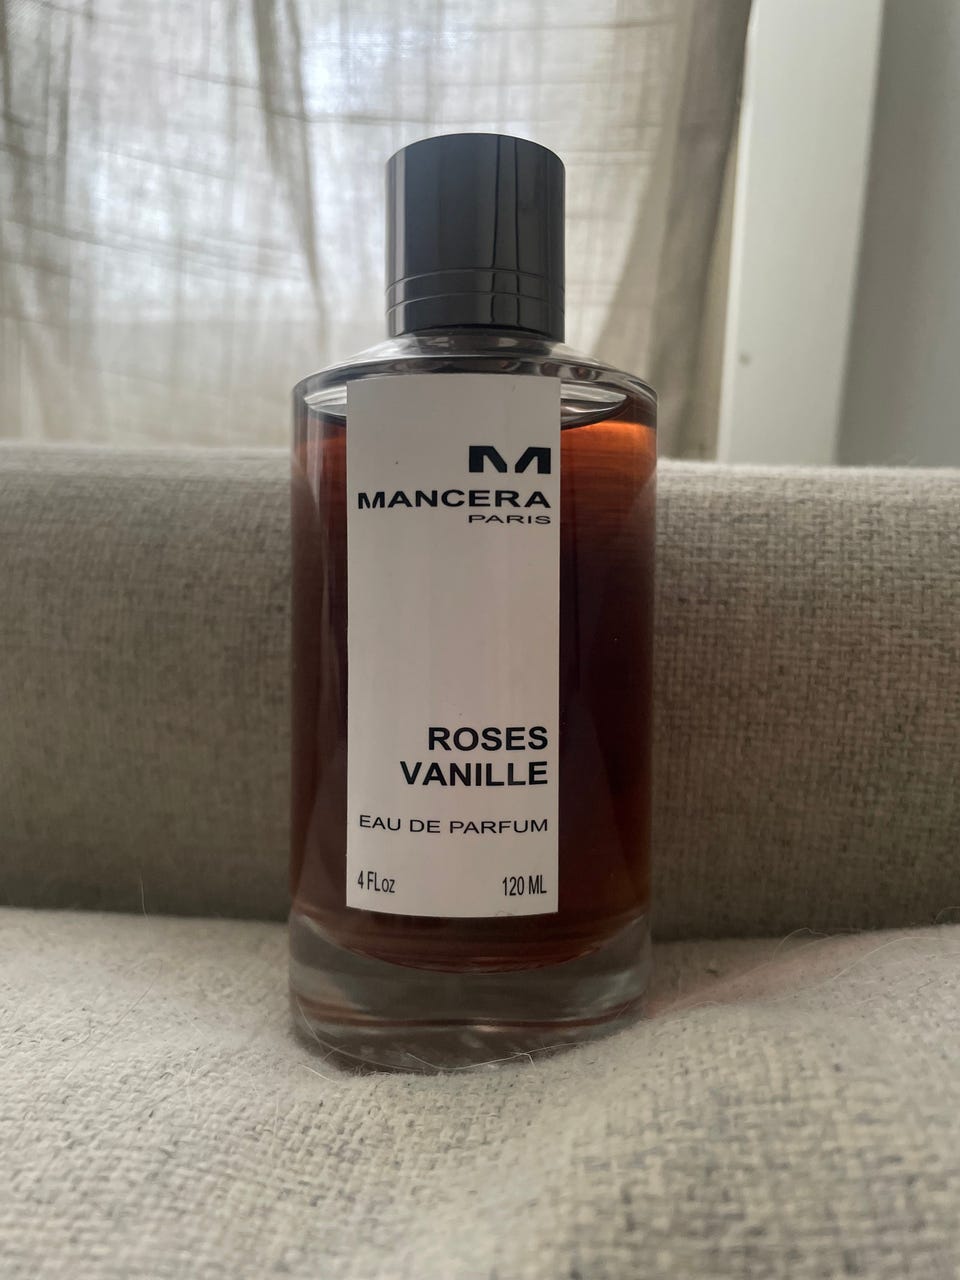 M
MANCERA
PARIS
ROSES
VANILLE
EAU DE PARFUM
4 FLoz 120 ML